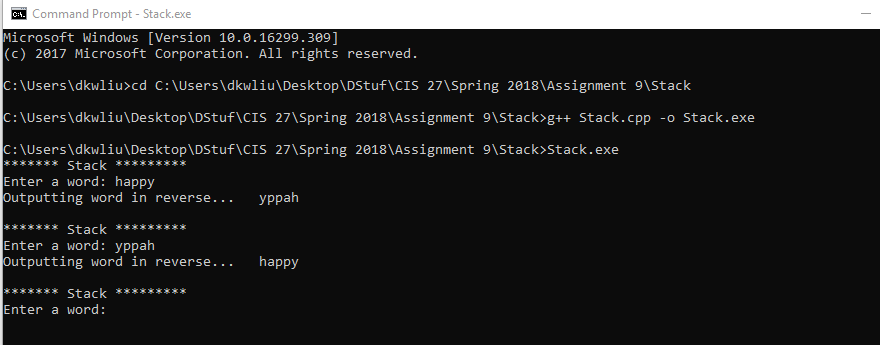 Command Prompt - Stack.exe
Microsoft Windows [Version 10.0.16299.309]
(c) 2017 Microsoft Corporation. All rights reserved.
C:\Users\dkwliu>cd C:\Users\dkwliu\Desktop\DStuf\CIS 27\Spring 2018\Assignment 9\Stack
C:\Users\dkwliu\Desktop\DStuf\CIS 27\Spring 2018\Assignment 9\Stack>g++ Stack.cpp -o Stack.exe
C:\Users\dkwliu\Desktop\DStuf\CIS 27\Spring 2018\Assignment 9\Stack>Stack.exe
******* Stack *********
Enter a word: happy
Outputting word in reverse...   yppah
******* Stack *********
Enter a word: yppah
Outputting word in reverse...   happy
******* Stack *********
Enter a word: